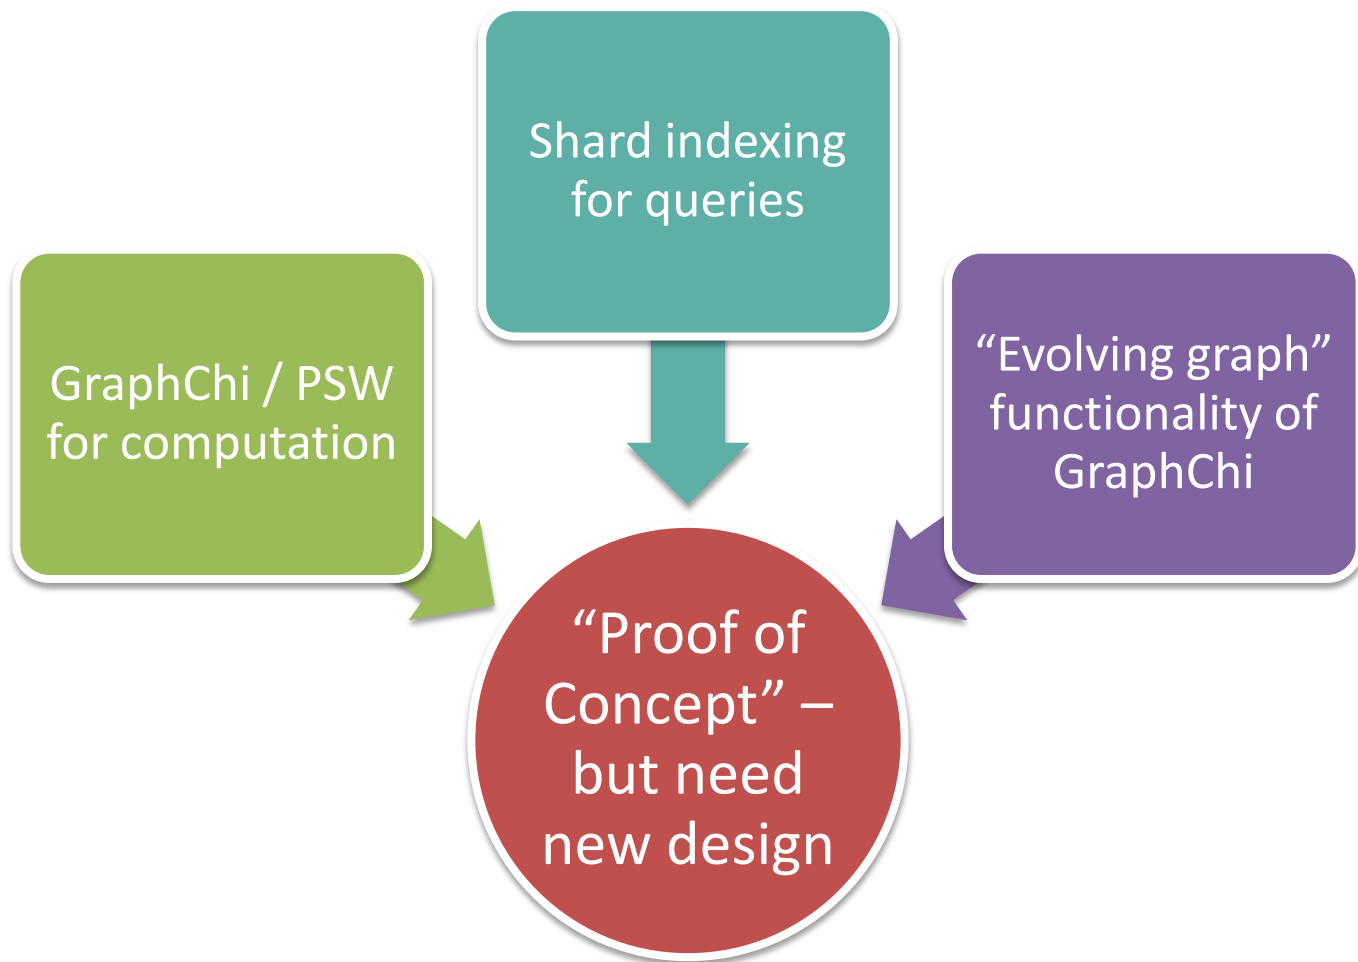 Shard indexing
for queries
GraphChi / PSW
for computation
“Evolving graph”
functionality of
GraphChi
“Proof of
Concept” –
but need
new design